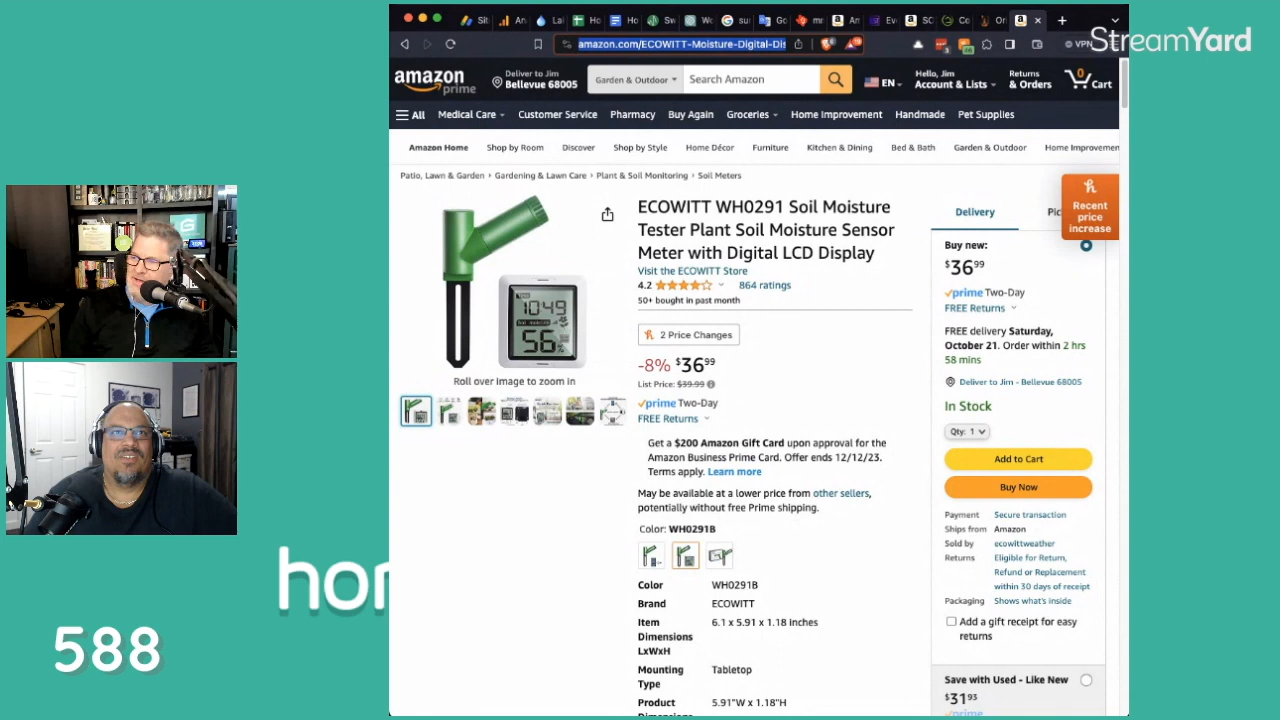 StreamYard
amazon.com/ECOWITT-Moisture-Digital-Dis
VPN
amazon prime
Deliver to Jim
Bellevue 68005
Garden & Outdoor
Search Amazon
EN
Hello, Jim
Account & Lists
Returns
& Orders
0
Cart
All
Medical Care
Customer Service
Pharmacy
Buy Again
Groceries
Home Improvement
Handmade
Pet Supplies
Amazon Home
Shop by Room
Discover
Shop by Style
Home Décor
Furniture
Kitchen & Dining
Bed & Bath
Garden & Outdoor
Home Improvemen
Patio, Lawn & Garden › Gardening & Lawn Care › Plant & Soil Monitoring › Soil Meters
Recent
price
increase
ECOWITT WH0291 Soil Moisture
Tester Plant Soil Moisture Sensor
Meter with Digital LCD Display
Visit the ECOWITT Store
4.2
864 ratings
50+ bought in past month
2 Price Changes
-8% $36 99
List Price: $39.99
prime Two-Day
FREE Returns
Get a $200 Amazon Gift Card upon approval for the
Amazon Business Prime Card. Offer ends 12/12/23.
Terms apply. Learn more
May be available at a lower price from other sellers,
potentially without free Prime shipping.
Color: WH0291B
Color WH0291B
Brand ECOWITT
Item 6.1 x 5.91 x 1.18 inches
Dimensions
LxWxH
Mounting Tabletop
Type
Product 5.91"W x 1.18"H
10:49
56
Roll over image to zoom in
Delivery
Pic
Buy new:
$36 99
prime Two-Day
FREE Returns
FREE delivery Saturday,
October 21. Order within 2 hrs
58 mins
Deliver to Jim - Bellevue 68005
In Stock
Qty: 1
Add to Cart
Buy Now
Payment Secure transaction
Ships from Amazon
Sold by ecowittweather
Returns Eligible for Return,
Refund or Replacement
within 30 days of receipt
Packaging Shows what's inside
Add a gift receipt for easy
returns
Save with Used - Like New
$31 93
prime
hor
588